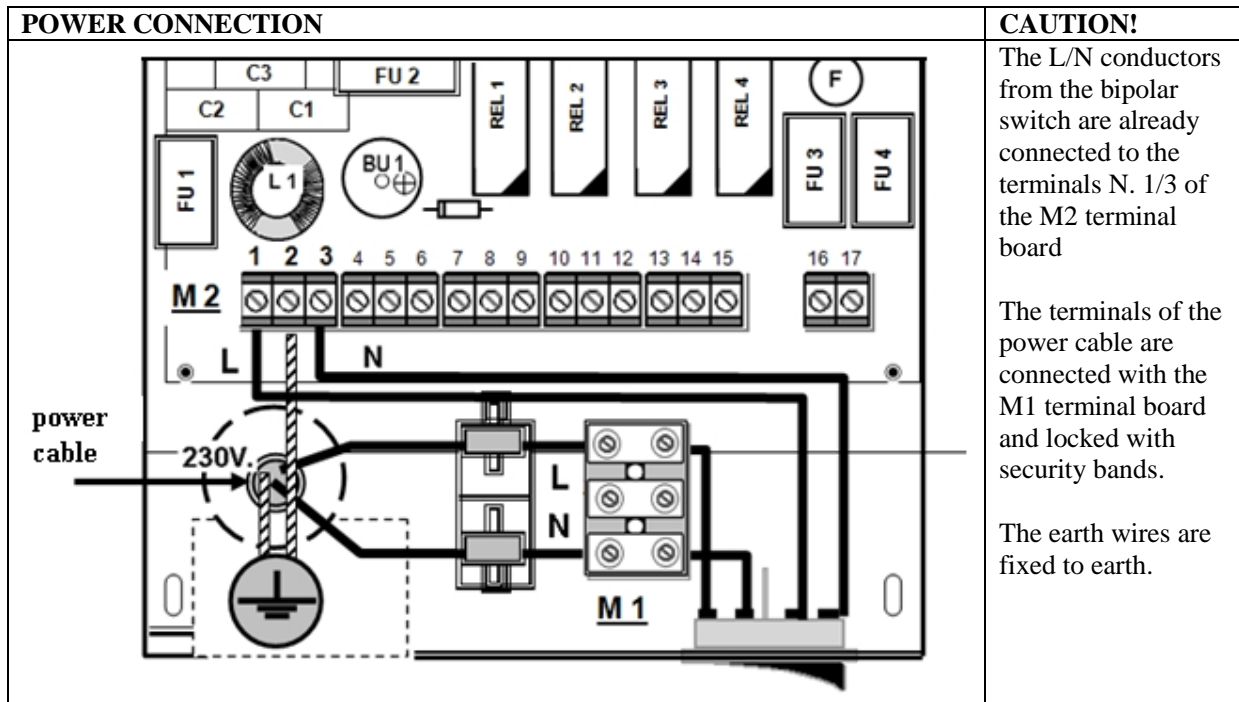 POWER CONNECTION
CAUTION!
C3
FU 2
C2
C1
REL 1
REL 2
REL 3
REL 4
F
FU 1
L 1
BU 1
FU 3
FU 4
1 2 3 4 5 6 7 8 9 10 11 12 13 14 15 16 17
M 2
L
N
power
cable
230V.
L
N
M 1
The L/N conductors
from the bipolar
switch are already
connected to the
terminals N. 1/3 of
the M2 terminal
board
The terminals of the
power cable are
connected with the
M1 terminal board
and locked with
security bands.
The earth wires are
fixed to earth.